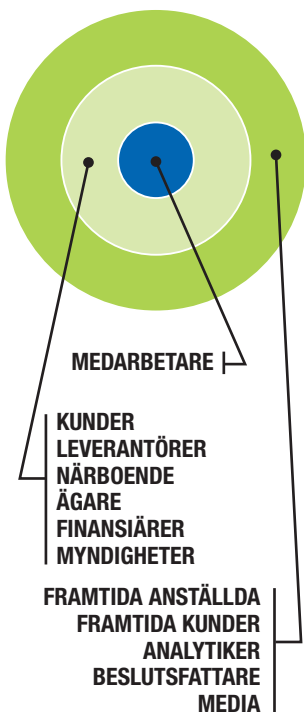 MEDARBETARE
KUNDER
LEVERANTÖRER
NÄRBOENDE
ÄGARE
FINANSIÄRER
MYNDIGHETER
FRAMTIDA ANSTÄLLDA
FRAMTIDA KUNDER
ANALYTIKER
BESLUTSFATTARE
MEDIA